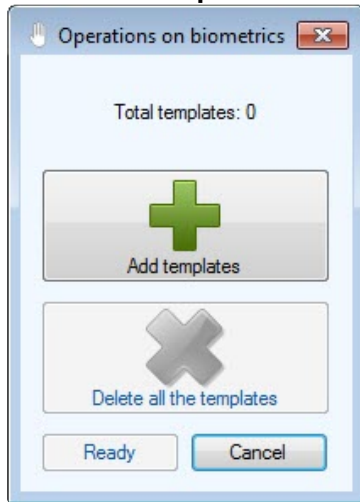 Operations on biometrics
Total templates: 0
Add templates
Delete all the templates
Ready Cancel